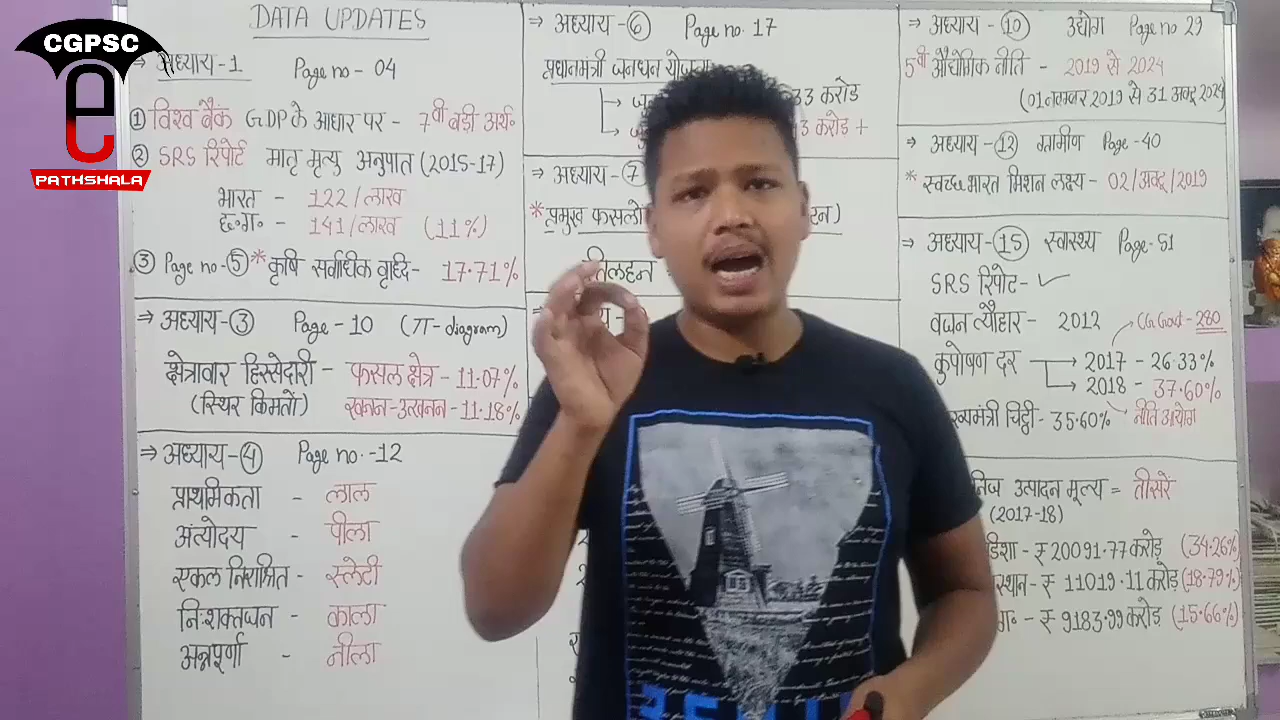 CGPSC
e
PATHSHALA
DATA UPDATES
⇒ अध्याय-1 Page no - 04
① विश्व बैंक GDP के आधार पर - 7वीं बड़ी अर्थ॰
② SRS रिपोर्ट मातृ मृत्यु अनुपात (2015-17)
भारत - 122/लाख
छ॰ग॰ - 141/लाख (11%)
③ Page no-⑤ * कृषि सर्वाधिक वृद्धि - 17.71%
⇒ अध्याय-③ Page - 10 (π- diagram)
क्षेत्रावार हिस्सेदारी - फसल क्षेत्र - 11.07%
(स्थिर किमतों) खनन-उत्खनन - 11.18%
⇒ अध्याय-④ Page no. -12
प्राथमिकता - लाल
अंत्योदय - पीला
एकल निराश्रित - स्लेटी
निःशक्तजन - काला
अन्नपूर्णा - नीला
⇒ अध्याय-⑥ Page no. 17
प्रधानमंत्री जनधन योजना
33 करोड़
3 करोड़ +
⇒ अध्याय-⑦
* प्रमुख फसलों
तिलहन
⇒ अध्याय-⑩ उद्योग Page no 29
5वीं औद्योगिक नीति - 2019 से 2024
(01 नवम्बर 2019 से 31 अक्टू 2024)
⇒ अध्याय-⑫ ग्रामीण Page -40
* स्वच्छ भारत मिशन लक्ष्य - 02/अक्टू/2019
⇒ अध्याय-⑮ स्वास्थ्य Page-51
SRS रिपोर्ट - ✓
वजन त्यौहार - 2012 CG Govt - 280
कुपोषण दर → 2017 - 26.33%
→ 2018 - 37.60%
ख्यमंत्री चिट्ठी - 35.60% नीति आयोग
निज उत्पादन मूल्य = तीसरे
(2017-18)
डिशा - ₹ 20091.77 करोड़ (34.26%)
स्थान - ₹ 11019.11 करोड़ (18.79%)
ग॰ - ₹ 9183.99 करोड़ (15.66%)